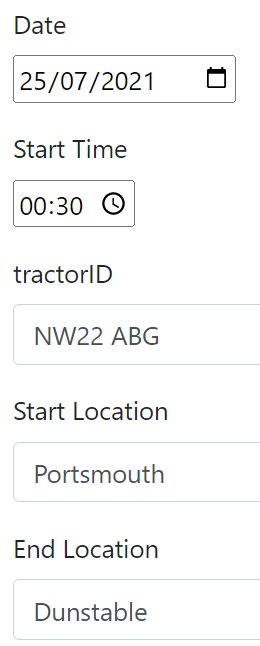 Date
25/07/2021
Start Time
00:30
tractorID
NW22 ABG
Start Location
Portsmouth
End Location
Dunstable